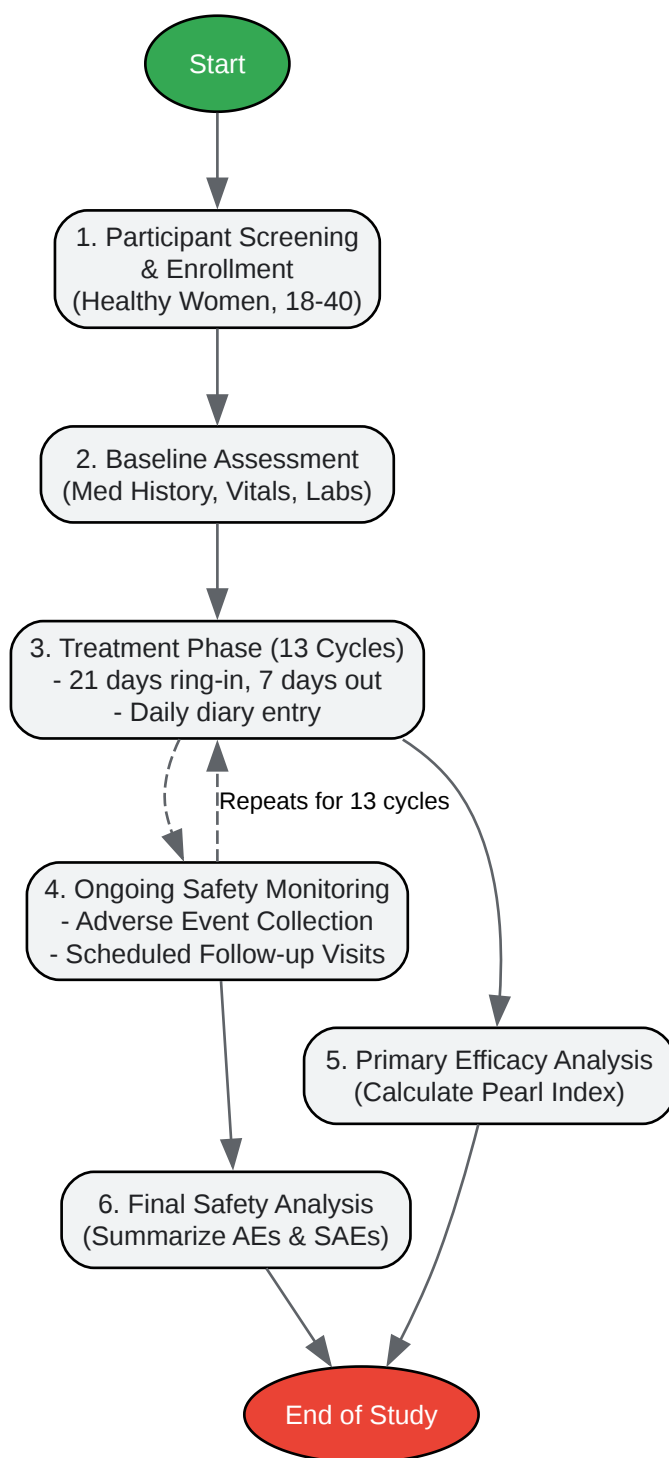 Start
1. Participant Screening
& Enrollment
(Healthy Women, 18-40)
2. Baseline Assessment
(Med History, Vitals, Labs)
3. Treatment Phase (13 Cycles)
- 21 days ring-in, 7 days out
- Daily diary entry
Repeats for 13 cycles
4. Ongoing Safety Monitoring
- Adverse Event Collection
- Scheduled Follow-up Visits
5. Primary Efficacy Analysis
(Calculate Pearl Index)
6. Final Safety Analysis
(Summarize AEs & SAEs)
End of Study